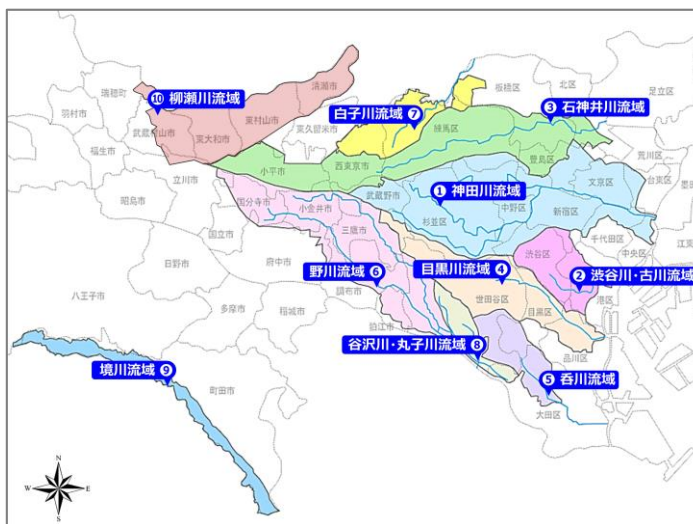 清瀬市
瑞穂町
⑩ 柳瀬川流域
板橋区
北区
足立区
東村山市
白子川流域 ⑦
③ 石神井川流域
羽村市
武蔵村山市
東大和市
東久留米市
練馬区
福生市
西東京市
豊島区
荒川区
立川市
小平市
文京区
台東区
昭島市
武蔵野市
① 神田川流域
国分寺市
小金井市
杉並区
中野区
新宿区
三鷹市
千代田区
国立市
渋谷区
中央区
江東
日野市
府中市
野川流域 ⑥
目黒川流域 ④
② 渋谷川・古川流域
調布市
港区
八王子市
多摩市
稲城市
世田谷区
目黒区
狛江市
谷沢川・丸子川流域 ⑧
品川区
境川流域 ⑨
町田市
⑤ 呑川流域
大田区
N
W
E
S